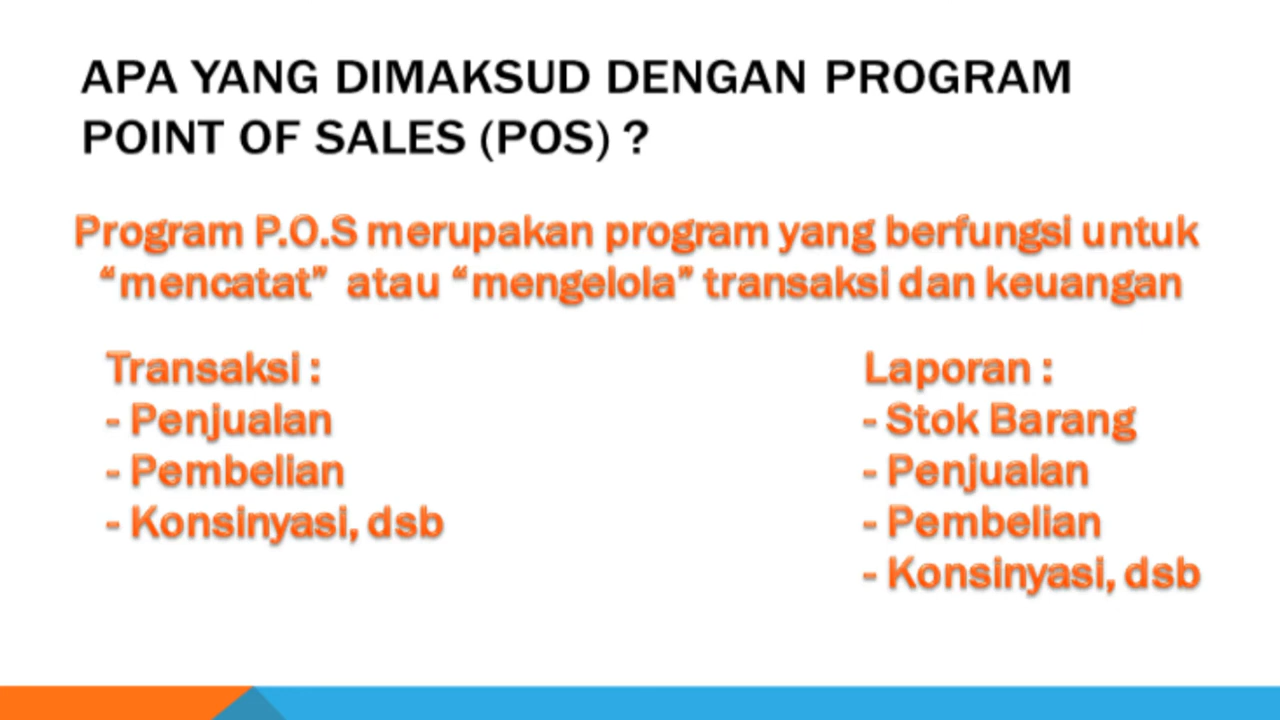 APA YANG DIMAKSUD DENGAN PROGRAM
POINT OF SALES (POS) ?
Program P.O.S merupakan program yang berfungsi untuk
“mencatat” atau “mengelola” transaksi dan keuangan
Transaksi :
- Penjualan
- Pembelian
- Konsinyasi, dsb
Laporan :
- Stok Barang
- Penjualan
- Pembelian
- Konsinyasi, dsb